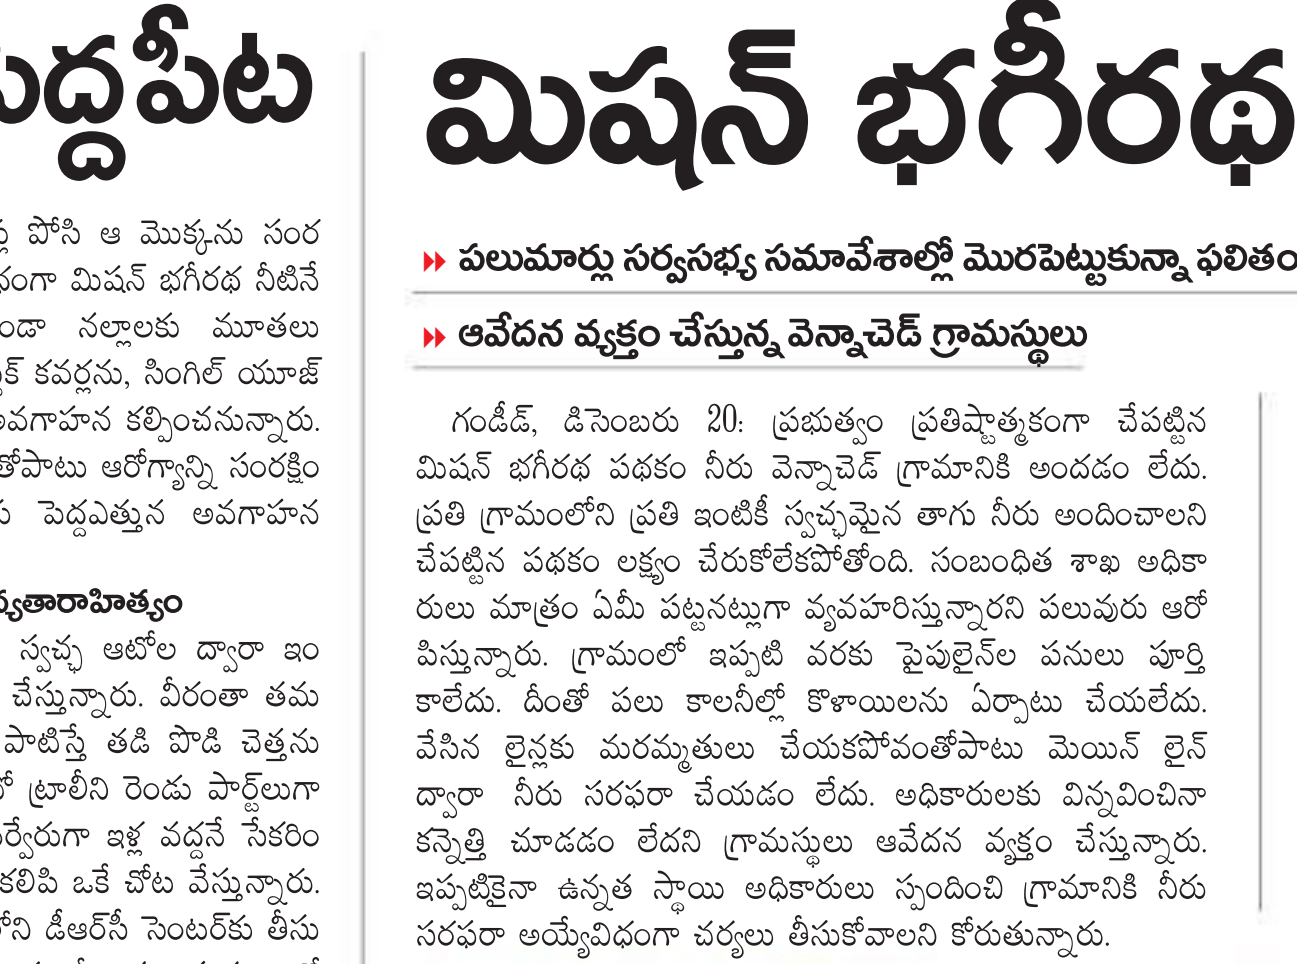 పీట
పోసి ఆ మొక్కను సంర
మిషన్ భగీరథ నీటినే
నల్లాలకు మూతలు
కవర్లను, సింగిల్ యూజ్
అవగాహన కల్పించనున్నారు.
తోపాటు ఆరోగ్యాన్ని సంరక్షిం
పెద్దఎత్తున అవగాహన
స్వచ్ఛ ఆటోల ద్వారా ఇం
చేస్తున్నారు. వీరంతా తమ
పాటిస్తే తడి పొడి చెత్తను
ట్రాలీని రెండు పార్ట్‌లుగా
ఇళ్ల వద్దనే సేకరిం
కలిపి ఒకే చోట వేస్తున్నారు.
డీఆర్‌సీ సెంటర్‌కు తీసు
మిషన్ భగీరథ
పలుమార్లు సర్వసభ్య సమావేశాల్లో మొరపెట్టుకున్నా ఫలితం
ఆవేదన వ్యక్తం చేస్తున్న వెన్నాచెడ్ గ్రామస్థులు
గండీడ్, డిసెంబరు 20: ప్రభుత్వం ప్రతిష్టాత్మకంగా చేపట్టిన
మిషన్ భగీరథ పథకం నీరు వెన్నాచెడ్ గ్రామానికి అందడం లేదు.
ప్రతి గ్రామంలోని ప్రతి ఇంటికీ స్వచ్ఛమైన తాగు నీరు అందించాలని
చేపట్టిన పథకం లక్ష్యం చేరుకోలేకపోతోంది. సంబంధిత శాఖ అధికా
రులు మాత్రం ఏమీ పట్టనట్లుగా వ్యవహరిస్తున్నారని పలువురు ఆరో
పిస్తున్నారు. గ్రామంలో ఇప్పటి వరకు పైపులైన్‌ల పనులు పూర్తి
కాలేదు. దీంతో పలు కాలనీల్లో కొళాయిలను ఏర్పాటు చేయలేదు.
వేసిన లైన్లకు మరమ్మతులు చేయకపోవంతోపాటు మెయిన్ లైన్
ద్వారా నీరు సరఫరా చేయడం లేదు. అధికారులకు విన్నవించినా
కన్నెత్తి చూడడం లేదని గ్రామస్థులు ఆవేదన వ్యక్తం చేస్తున్నారు.
ఇప్పటికైనా ఉన్నత స్థాయి అధికారులు స్పందించి గ్రామానికి నీరు
సరఫరా అయ్యేవిధంగా చర్యలు తీసుకోవాలని కోరుతున్నారు.